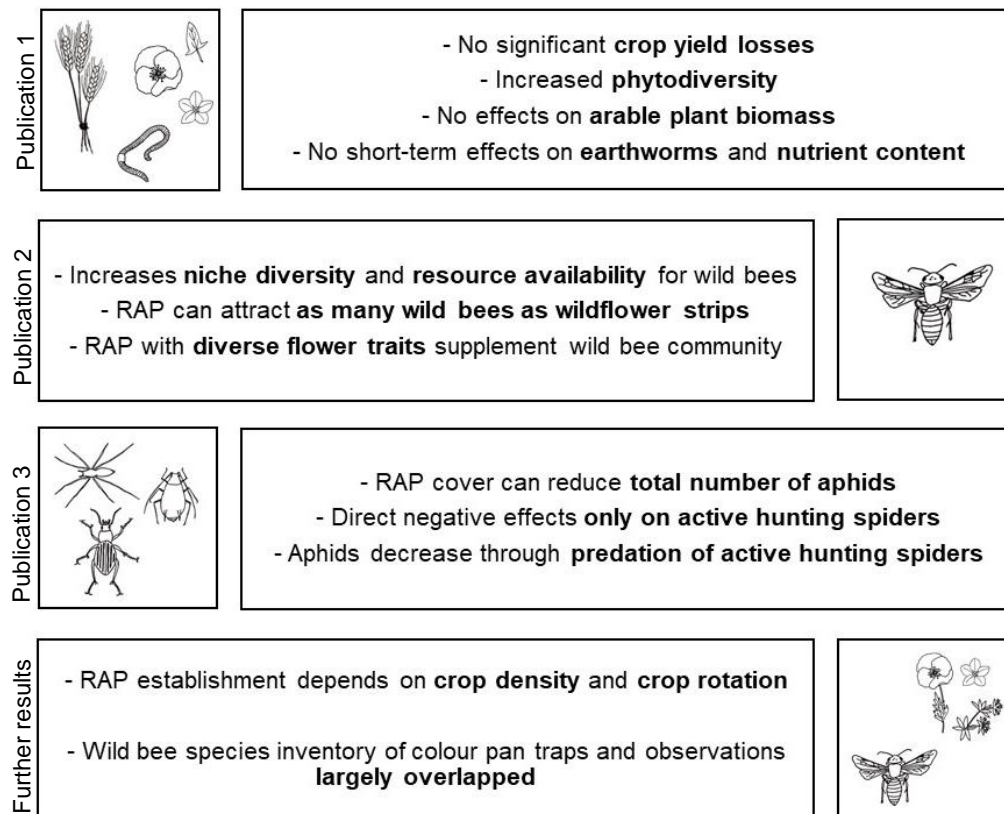 Publication 1
- No significant crop yield losses
- Increased phytodiversity
- No effects on arable plant biomass
- No short-term effects on earthworms and nutrient content
Publication 2
- Increases niche diversity and resource availability for wild bees
- RAP can attract as many wild bees as wildflower strips
- RAP with diverse flower traits supplement wild bee community
Publication 3
- RAP cover can reduce total number of aphids
- Direct negative effects only on active hunting spiders
- Aphids decrease through predation of active hunting spiders
Further results
- RAP establishment depends on crop density and crop rotation
- Wild bee species inventory of colour pan traps and observations
largely overlapped